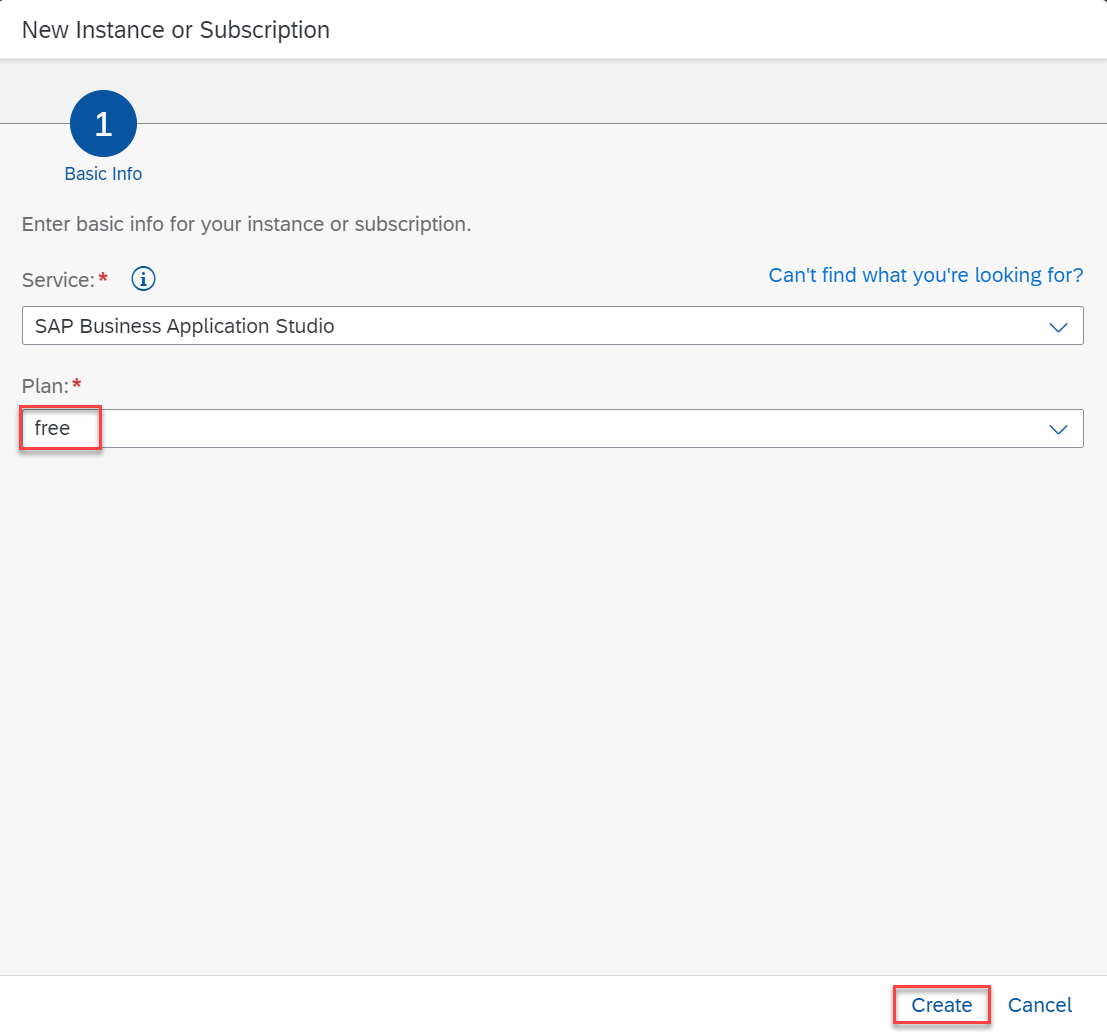 New Instance or Subscription
1
Basic Info
Enter basic info for your instance or subscription.
Service:*
Can't find what you're looking for?
SAP Business Application Studio
Plan:*
free
Create Cancel